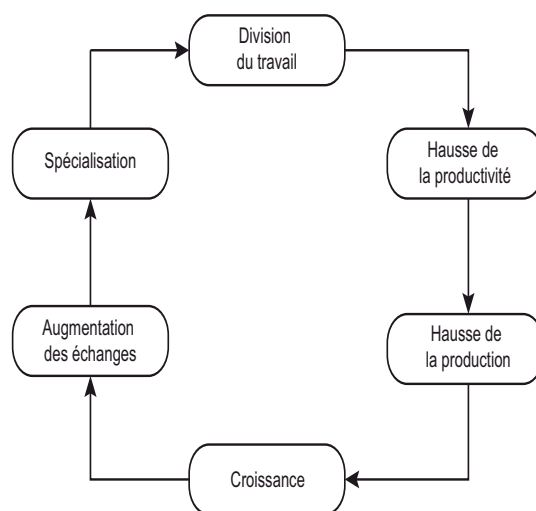 Division
du travail
Spécialisation
Hausse de
la productivité
Augmentation
des échanges
Hausse de
la production
Croissance